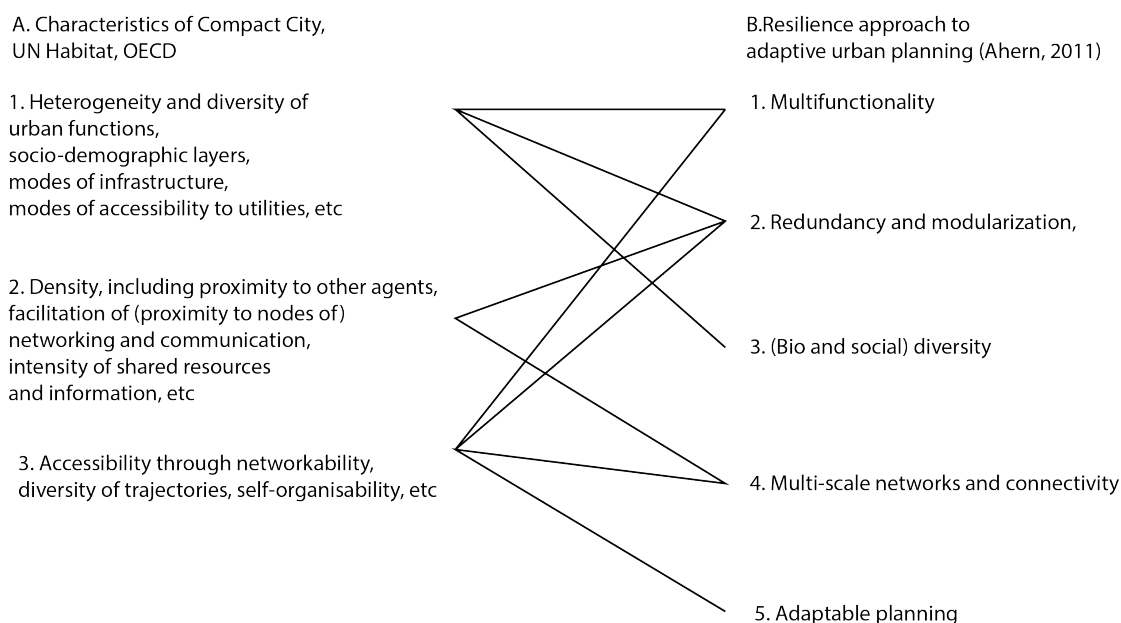 A. Characteristics of Compact City,
UN Habitat, OECD
1. Heterogeneity and diversity of
urban functions,
socio-demographic layers,
modes of infrastructure,
modes of accessibility to utilities, etc
2. Density, including proximity to other agents,
facilitation of (proximity to nodes of)
networking and communication,
intensity of shared resources
and information, etc
3. Accessibility through networkability,
diversity of trajectories, self-organisability, etc
B.Resilience approach to
adaptive urban planning (Ahern, 2011)
1. Multifunctionality
2. Redundancy and modularization,
3. (Bio and social) diversity
4. Multi-scale networks and connectivity
5. Adaptable planning